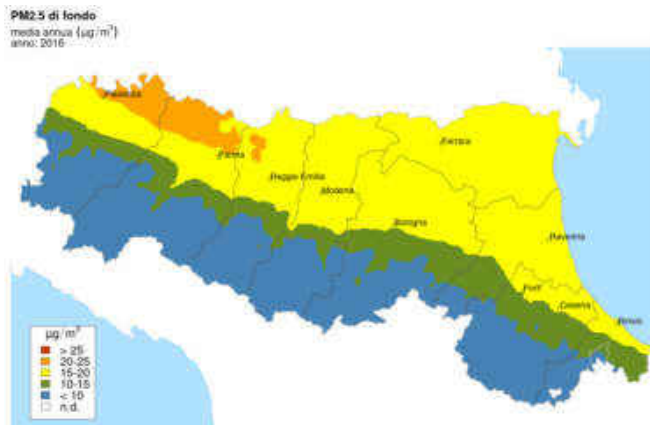 PM2.5 di fondo
media annua (µg/m³)
anno: 2016
Piacenza
Parma
Reggio Emilia
Modena
Ferrara
Bologna
Ravenna
Forlì
Cesena
Rimini
µg/m³
> 25
20-25
15-20
10-15
< 10
n.d.